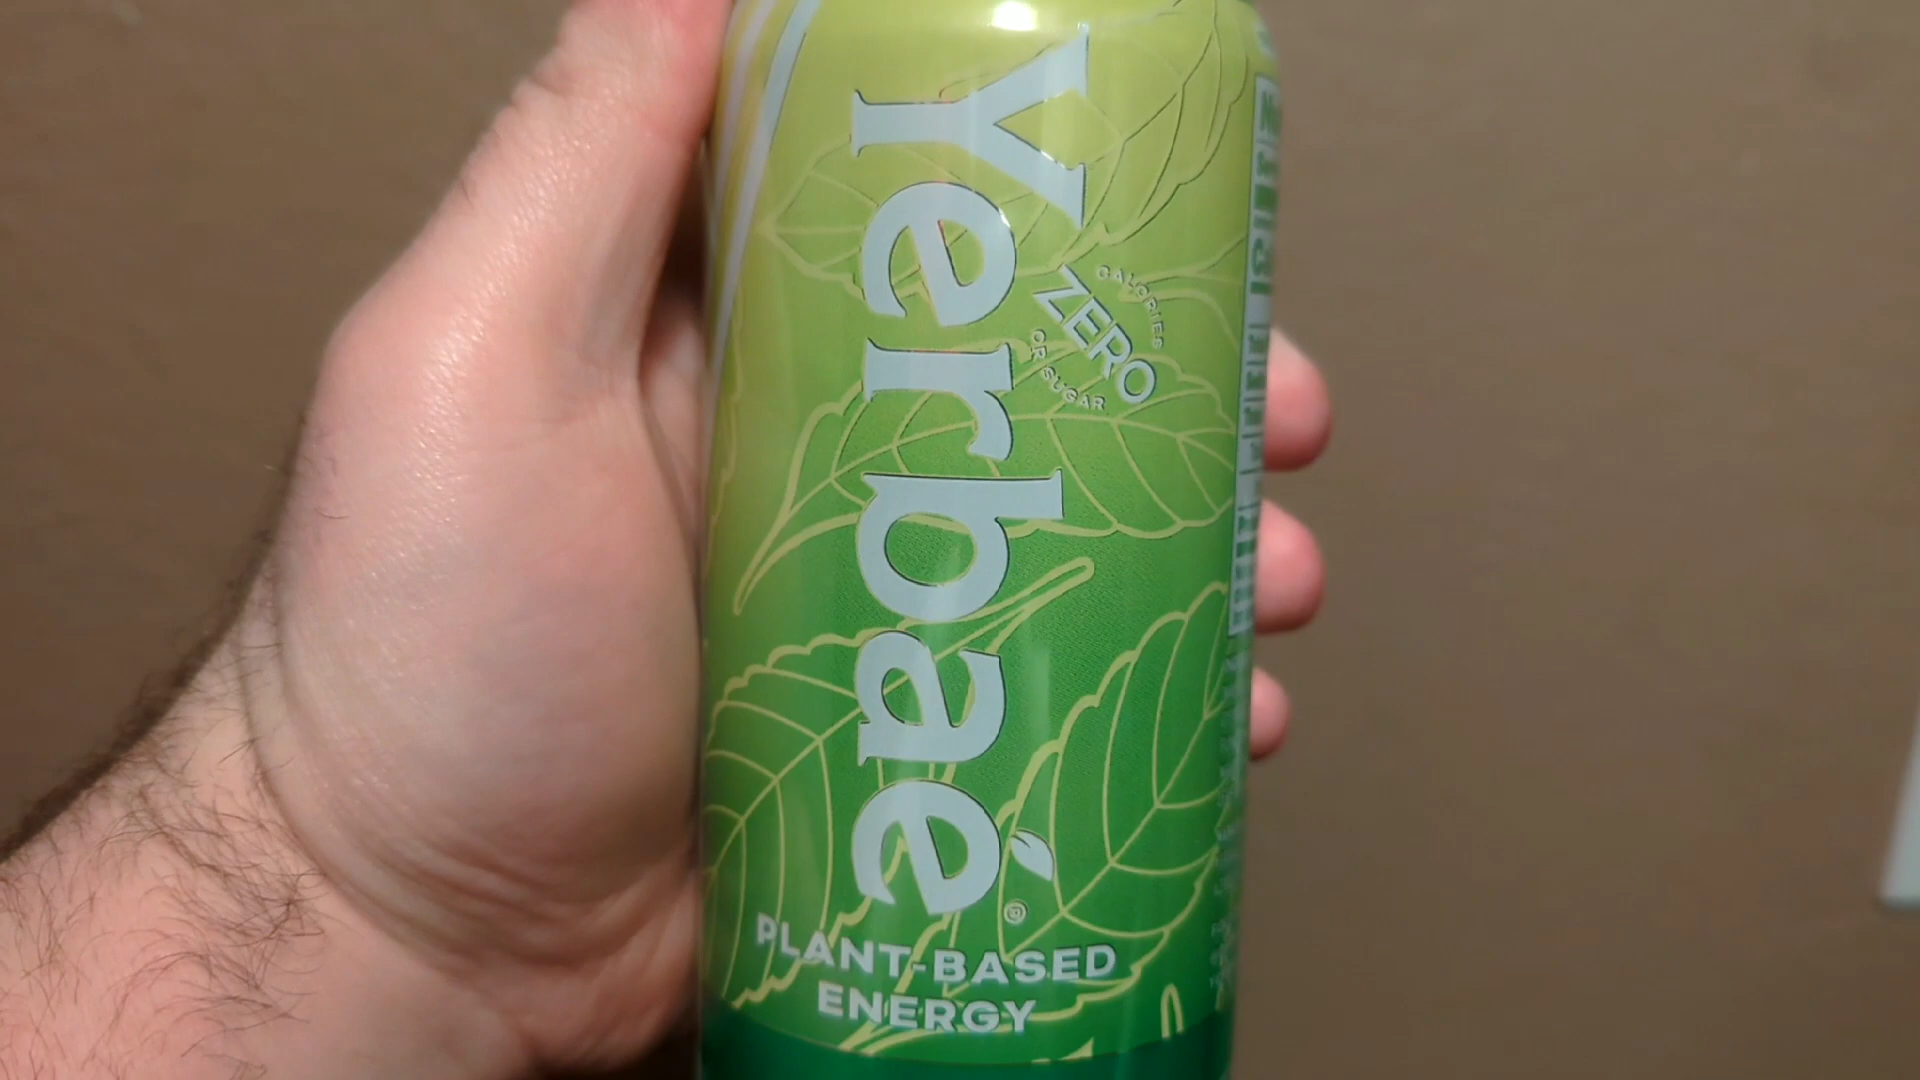 Yerbaé
CALORIES
ZERO
OR SUGAR
®
PLANT-BASED
ENERGY